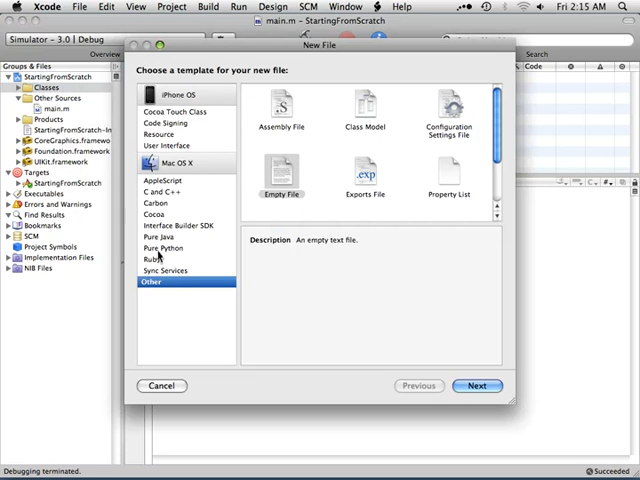 Xcode File Edit View Project Build Run Design SCM Window Fri 2:15 AM
main.m - StartingFromScratch
Simulator - 3.0 | Debug
Overview
Search
New File
Groups & Files
StartingFromScratch
Classes
Other Sources
main.m
Products
StartingFromScratch-In
CoreGraphics.framewo
Foundation.framework
UIKit.framework
Targets
StartingFromScratch
Executables
Errors and Warnings
Find Results
Bookmarks
SCM
Project Symbols
Implementation Files
NIB Files
Code
Choose a template for your new file:
iPhone OS
Cocoa Touch Class
Code Signing
Resource
User Interface
Mac OS X
AppleScript
C and C++
Carbon
Cocoa
Interface Builder SDK
Pure Java
Pure Python
Ruby
Sync Services
Other
.S
Assembly File
Class Model
Configuration
Settings File
Empty File
.exp
Exports File
Property List
Description An empty text file.
Cancel
Previous
Next
Debugging terminated.
Succeeded